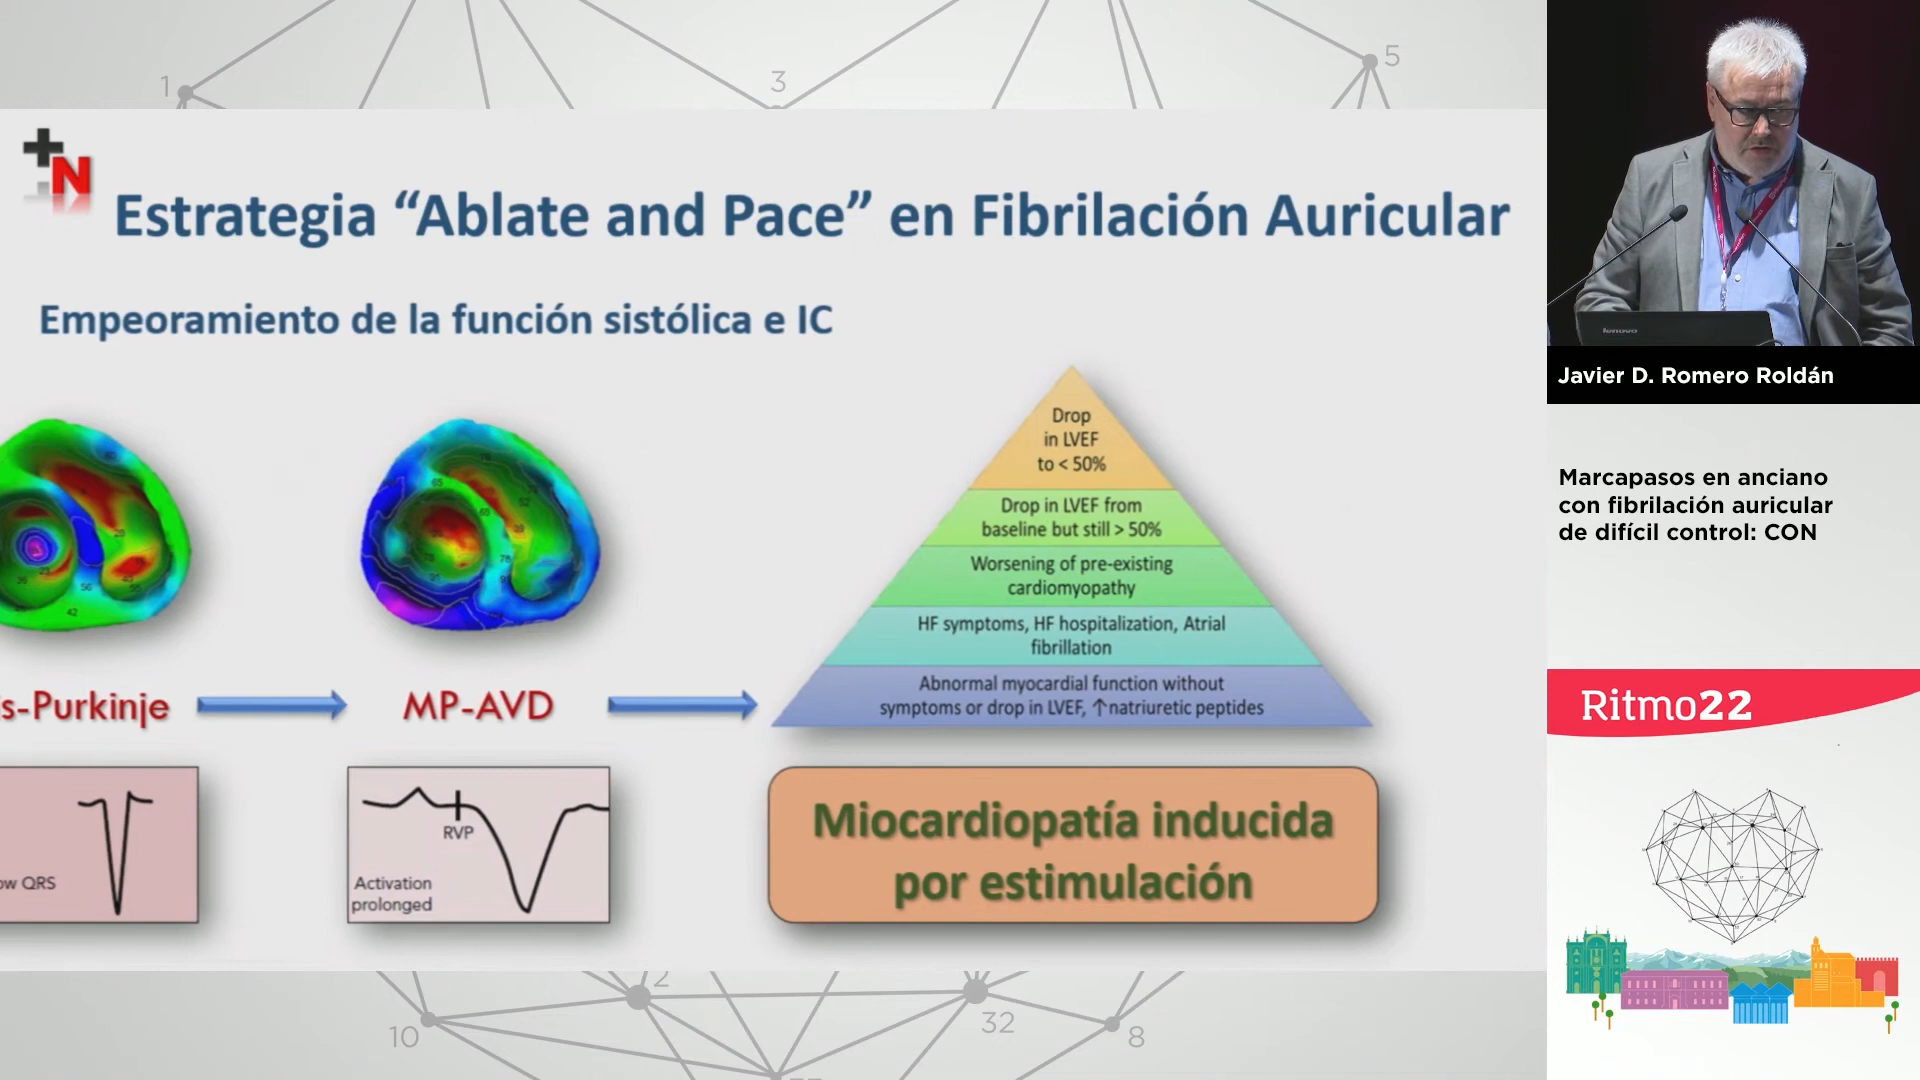 1
3
5
N
Estrategia “Ablate and Pace” en Fibrilación Auricular
Empeoramiento de la función sistólica e IC
Drop
in LVEF
to < 50%
Drop in LVEF from
baseline but still > 50%
Worsening of pre-existing
cardiomyopathy
HF symptoms, HF hospitalization, Atrial
fibrillation
Abnormal myocardial function without
symptoms or drop in LVEF, ↑natriuretic peptides
s-Purkinje
MP-AVD
ow QRS
RVP
Activation
prolonged
Miocardiopatía inducida
por estimulación
10
32
8
lenovo
Javier D. Romero Roldán
Marcapasos en anciano
con fibrilación auricular
de difícil control: CON
Ritmo22